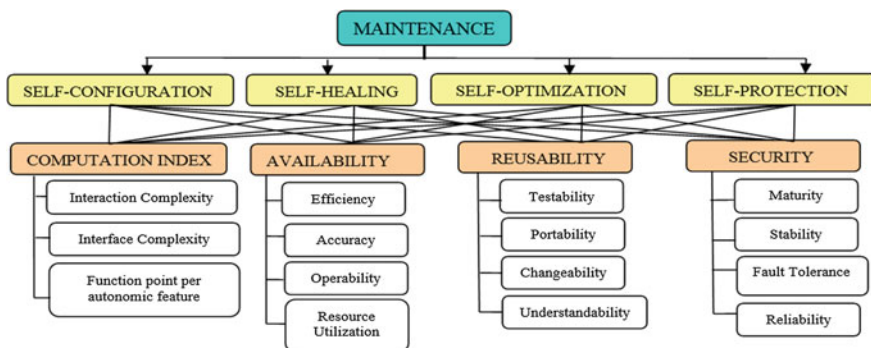 MAINTENANCE
SELF-CONFIGURATION
SELF-HEALING
SELF-OPTIMIZATION
SELF-PROTECTION
COMPUTATION INDEX
Interaction Complexity
Interface Complexity
Function point per
autonomic feature
AVAILABILITY
Efficiency
Accuracy
Operability
Resource
Utilization
REUSABILITY
Testability
Portability
Changeability
Understandability
SECURITY
Maturity
Stability
Fault Tolerance
Reliability